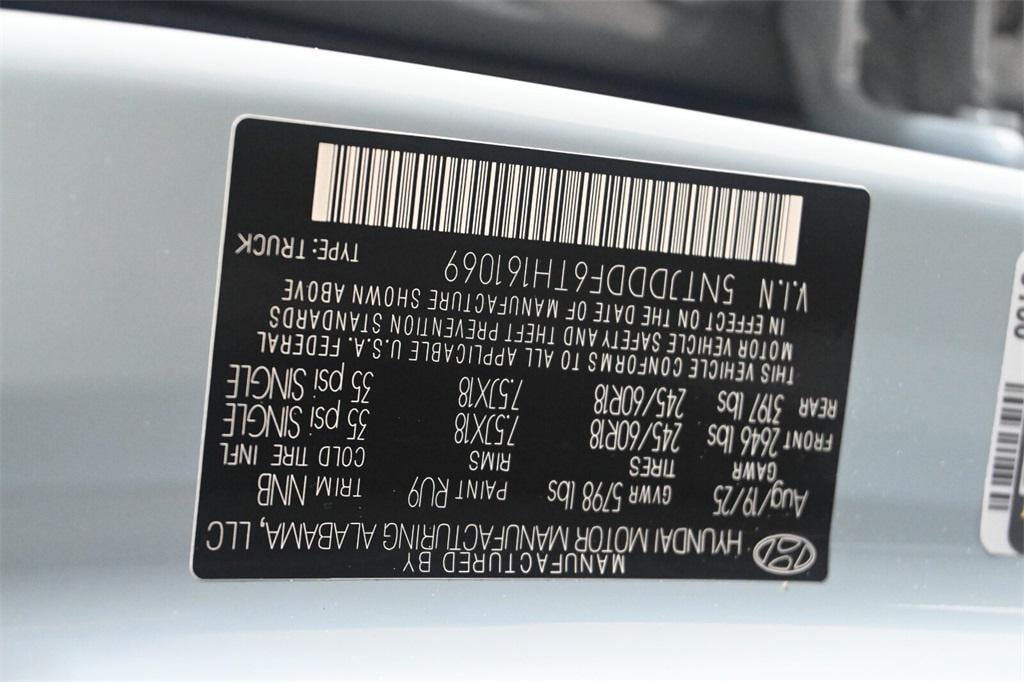 MANUFACTURED BY
HYUNDAI MOTOR MANUFACTURING ALABAMA, LLC
Aug/19/25 GVWR 5798 lbs PAINT RU9 TRIM NNB
GAWR TIRES RIMS COLD TIRE INFL
FRONT 2646 lbs 245/60R18 7.5JX18 35 psi SINGLE
REAR 3197 lbs 245/60R18 7.5JX18 35 psi SINGLE
THIS VEHICLE CONFORMS TO ALL APPLICABLE U.S.A. FEDERAL
MOTOR VEHICLE SAFETY AND THEFT PREVENTION STANDARDS
IN EFFECT ON THE DATE OF MANUFACTURE SHOWN ABOVE
V.I.N 5NTJDDDF6TH161069 TYPE: TRUCK